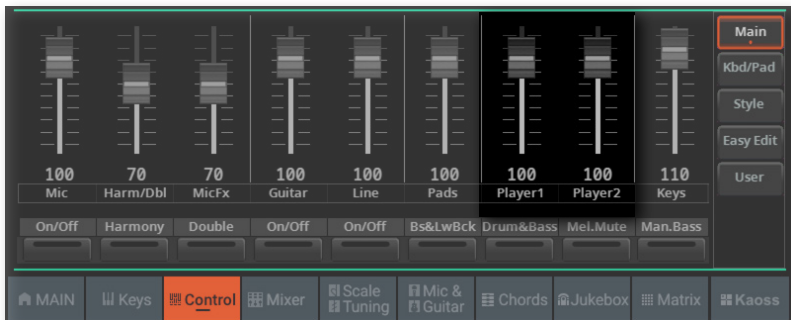 100 70 70 100 100 100 100 100 110
Mic Harm/Dbl MicFx Guitar Line Pads Player1 Player2 Keys
On/Off Harmony Double On/Off On/Off Bs&LwBck Drum&Bass Mel.Mute Man.Bass
Main
Kbd/Pad
Style
Easy Edit
User
MAIN Keys Control Mixer Scale Tuning Mic & Guitar Chords Jukebox Matrix Kaoss